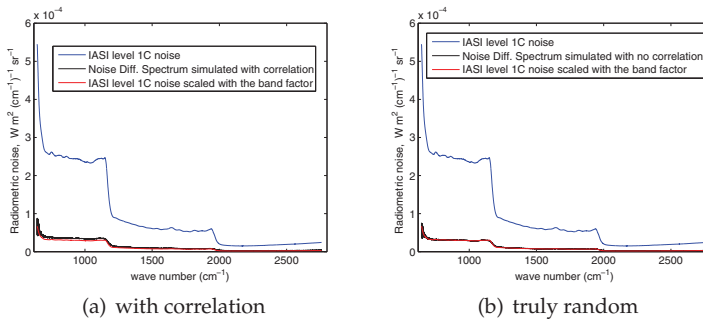 x 10⁻⁴
6
5
4
3
2
1
0
Radiometric noise, W m² (cm⁻¹)⁻¹ sr⁻¹
IASI level 1C noise
Noise Diff. Spectrum simulated with correlation
IASI level 1C noise scaled with the band factor
1000
1500
2000
2500
wave number (cm⁻¹)
(a) with correlation
x 10⁻⁴
6
5
4
3
2
1
0
Radiometric noise, W m² (cm⁻¹)⁻¹ sr⁻¹
IASI level 1C noise
Noise Diff. Spectrum simulated with no correlation
IASI level 1C noise scaled with the band factor
1000
1500
2000
2500
wave number (cm⁻¹)
(b) truly random